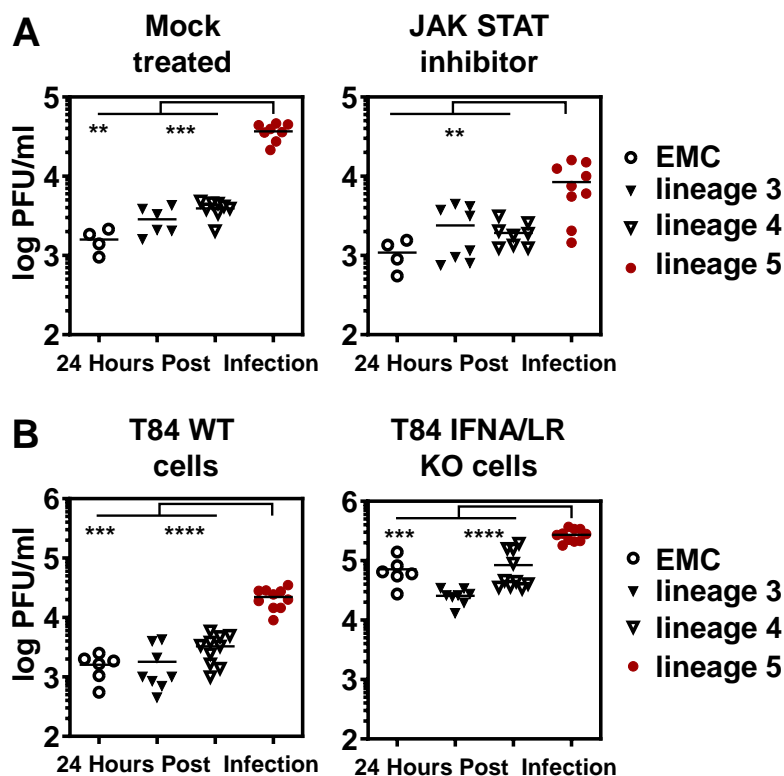 A
Mock
treated
JAK STAT
inhibitor
log PFU/ml
5
4
3
2
** ***
24 Hours Post Infection
5
4
3
2
**
24 Hours Post Infection
EMC
lineage 3
lineage 4
lineage 5
B
T84 WT
cells
T84 IFNA/LR
KO cells
log PFU/ml
6
5
4
3
2
*** ****
24 Hours Post Infection
6
5
4
3
2
*** ****
24 Hours Post Infection
EMC
lineage 3
lineage 4
lineage 5